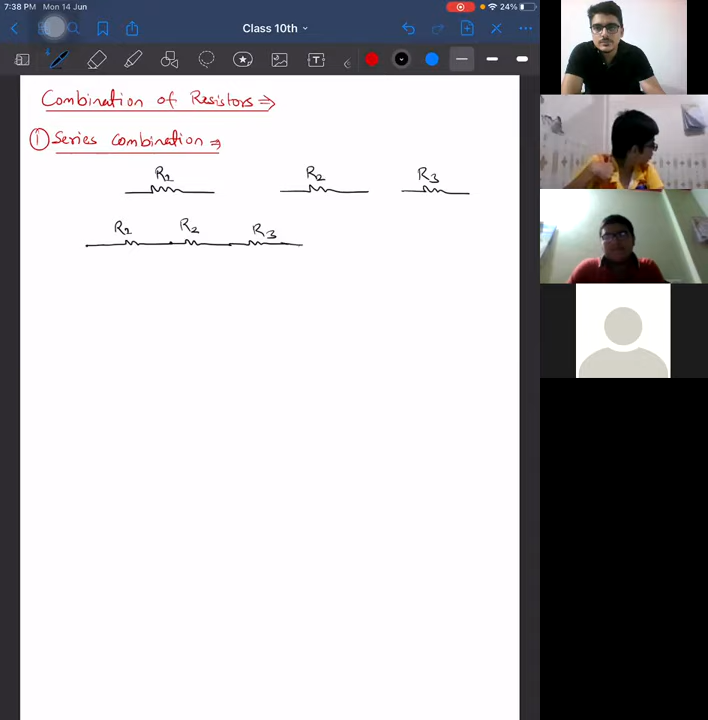 7:38 PM Mon 14 Jun
24%
Class 10th
T
Combination of Resistors ⇒
① Series combination ⇒
R1 R2 R3
R1 R2 R3